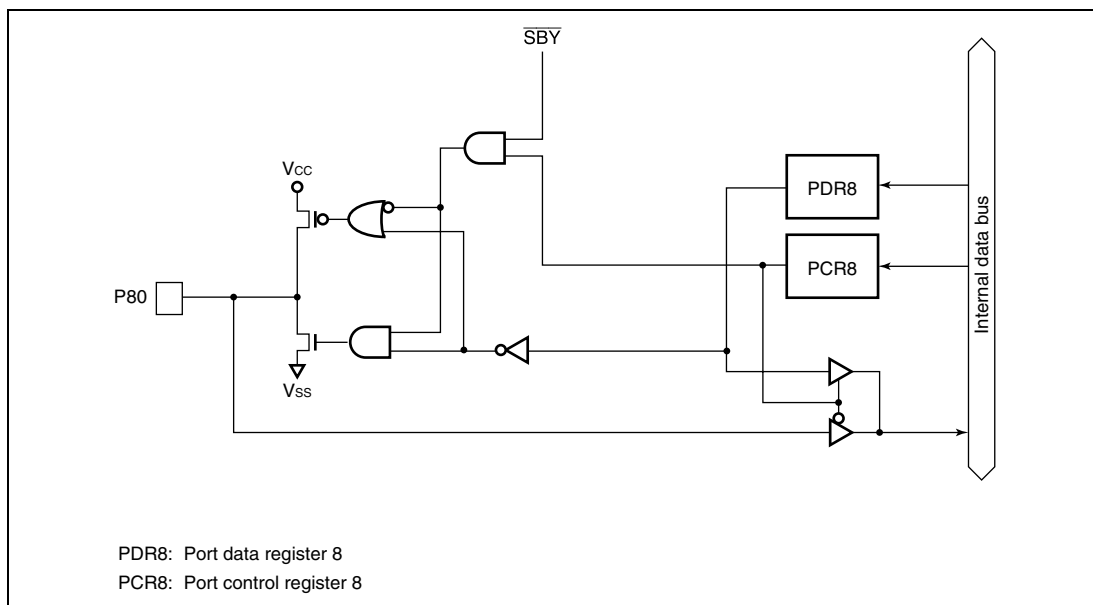 SBY
VCC
PDR8
PCR8
Internal data bus
P80
VSS
PDR8: Port data register 8
PCR8: Port control register 8